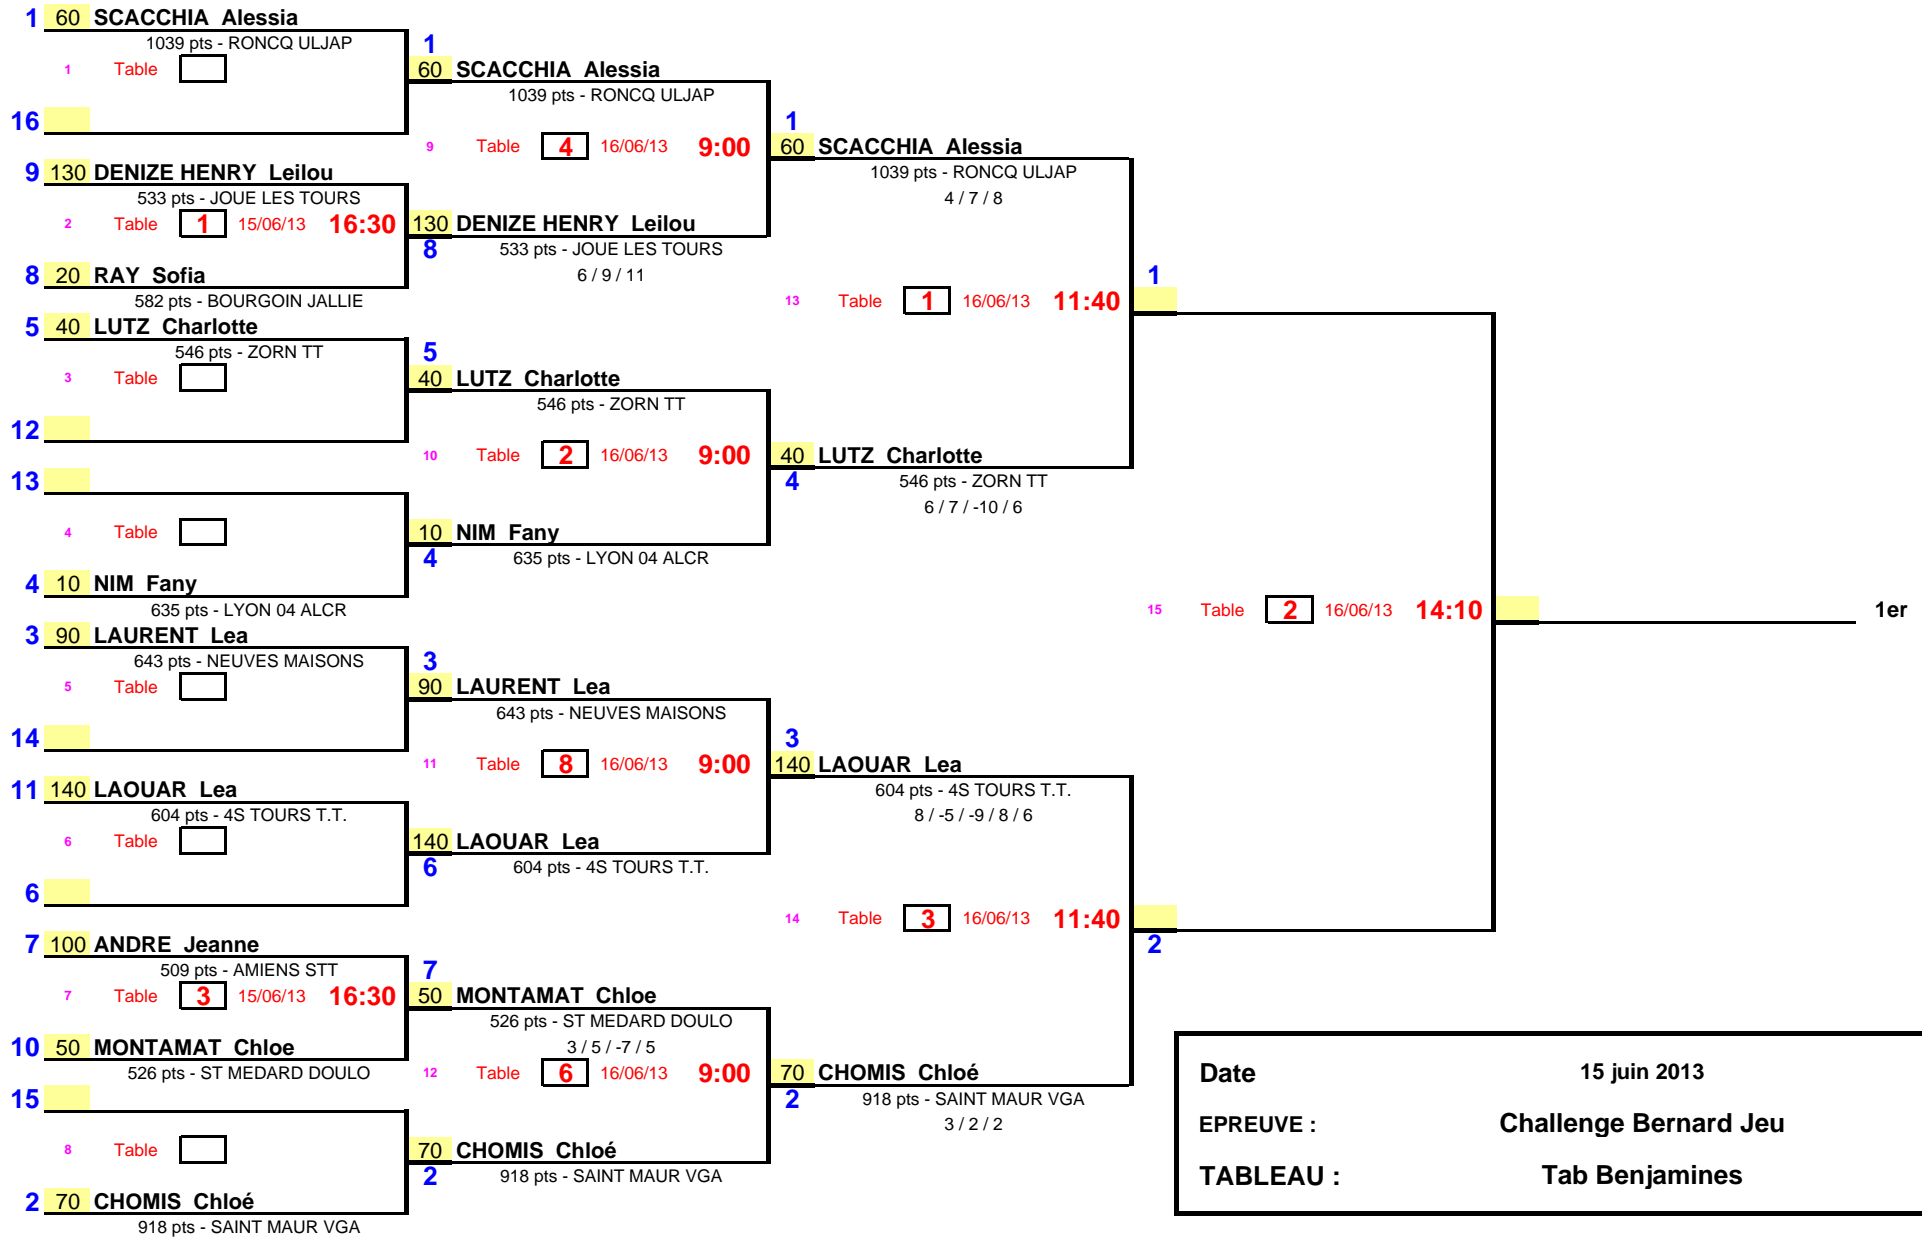 1 60 SCACCHIA Alessia
1039 pts - RONCQ ULJAP
1 Table
16
9 130 DENIZE HENRY Leilou
533 pts - JOUE LES TOURS
2 Table 1 15/06/13 16:30
8 20 RAY Sofia
582 pts - BOURGOIN JALLIE
5 40 LUTZ Charlotte
546 pts - ZORN TT
3 Table
12
13
4 Table
4 10 NIM Fany
635 pts - LYON 04 ALCR
3 90 LAURENT Lea
643 pts - NEUVES MAISONS
5 Table
14
11 140 LAOUAR Lea
604 pts - 4S TOURS T.T.
6 Table
6
7 100 ANDRE Jeanne
509 pts - AMIENS STT
7 Table 3 15/06/13 16:30
10 50 MONTAMAT Chloe
526 pts - ST MEDARD DOULO
15
8 Table
2 70 CHOMIS Chloé
918 pts - SAINT MAUR VGA
1
60 SCACCHIA Alessia
1039 pts - RONCQ ULJAP
9 Table 4 16/06/13 9:00
130 DENIZE HENRY Leilou
8
533 pts - JOUE LES TOURS
6 / 9 / 11
5
40 LUTZ Charlotte
546 pts - ZORN TT
10 Table 2 16/06/13 9:00
10 NIM Fany
4
635 pts - LYON 04 ALCR
3
90 LAURENT Lea
643 pts - NEUVES MAISONS
11 Table 8 16/06/13 9:00
140 LAOUAR Lea
6
604 pts - 4S TOURS T.T.
7
50 MONTAMAT Chloe
526 pts - ST MEDARD DOULO
3 / 5 / -7 / 5
12 Table 6 16/06/13 9:00
70 CHOMIS Chloé
2
918 pts - SAINT MAUR VGA
1
60 SCACCHIA Alessia
1039 pts - RONCQ ULJAP
4 / 7 / 8
13 Table 1 16/06/13 11:40
40 LUTZ Charlotte
4
546 pts - ZORN TT
6 / 7 / -10 / 6
3
140 LAOUAR Lea
604 pts - 4S TOURS T.T.
8 / -5 / -9 / 8 / 6
14 Table 3 16/06/13 11:40
70 CHOMIS Chloé
2
918 pts - SAINT MAUR VGA
3 / 2 / 2
1
15 Table 2 16/06/13 14:10
2
1er
Date 15 juin 2013
EPREUVE : Challenge Bernard Jeu
TABLEAU : Tab Benjamines